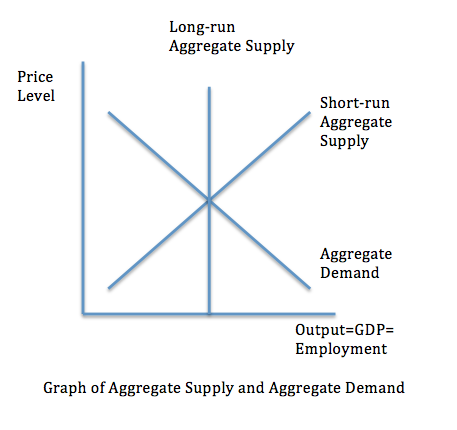 Long-run
Aggregate Supply
Price
Level
Short-run
Aggregate
Supply
Aggregate
Demand
Output=GDP=
Employment
Graph of Aggregate Supply and Aggregate Demand